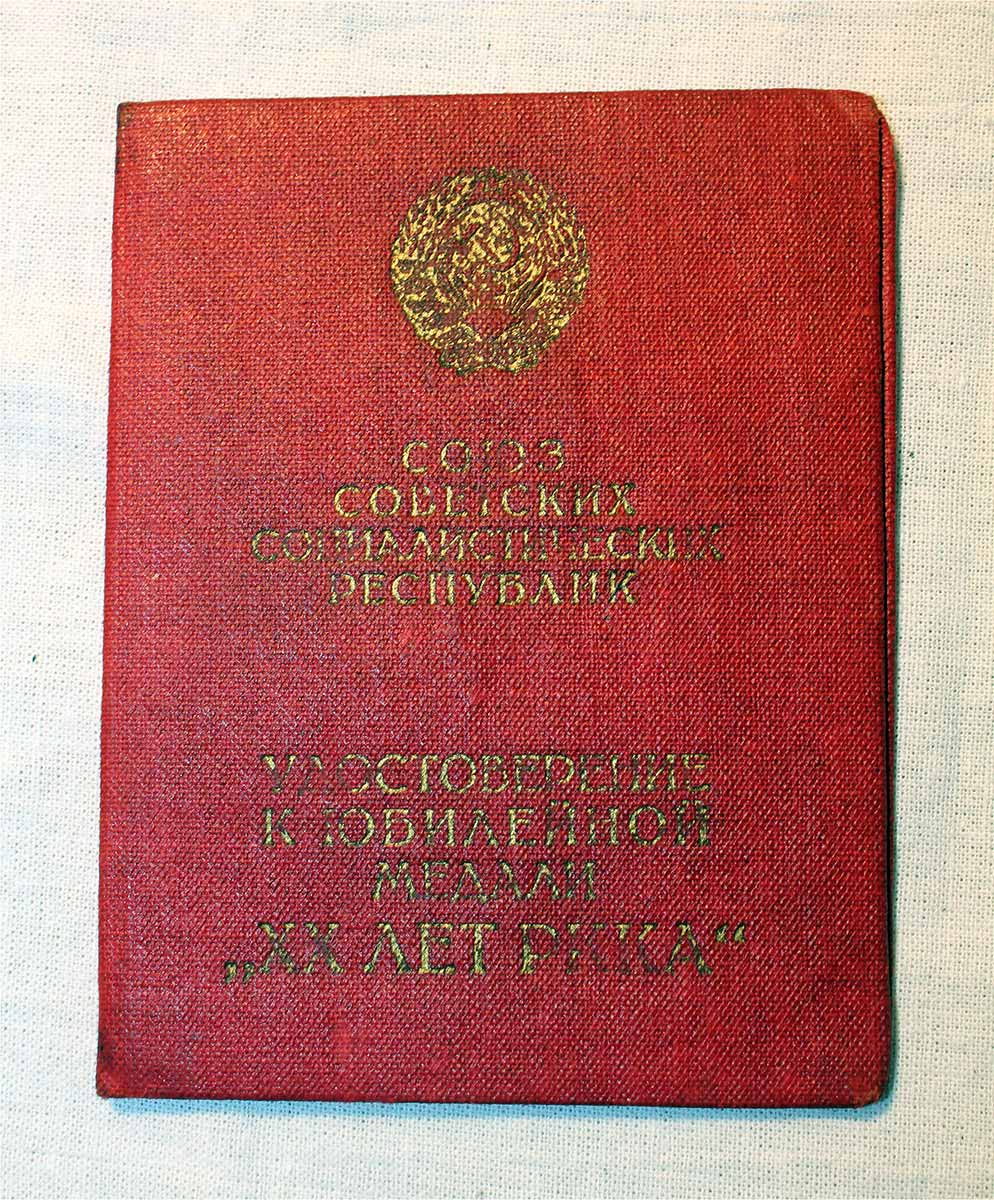 СОЮЗ
СОВЕТСКИХ
СОЦИАЛИСТИЧЕСКИХ
РЕСПУБЛИК
УДОСТОВЕРЕНИЕ
К ЮБИЛЕЙНОЙ
МЕДАЛИ
„XX ЛЕТ РККА“